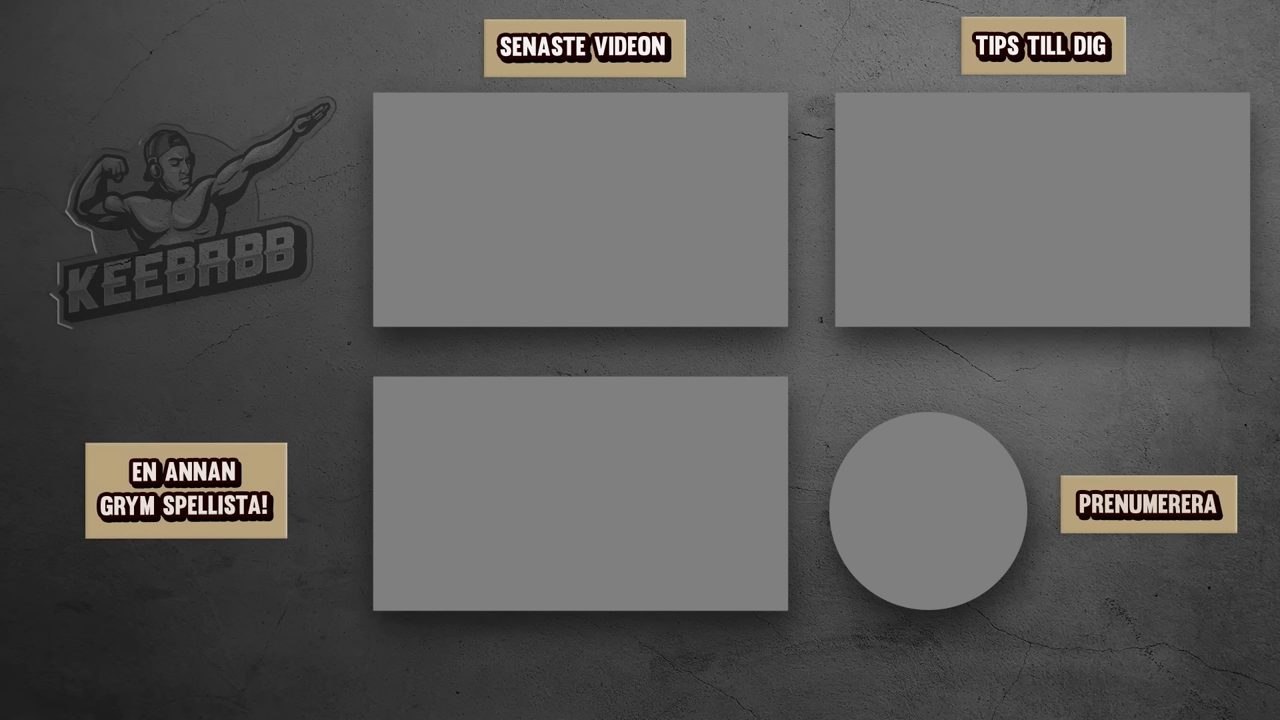 SENASTE VIDEON
TIPS TILL DIG
KEEBABB
EN ANNAN
GRYM SPELLISTA!
PRENUMERERA